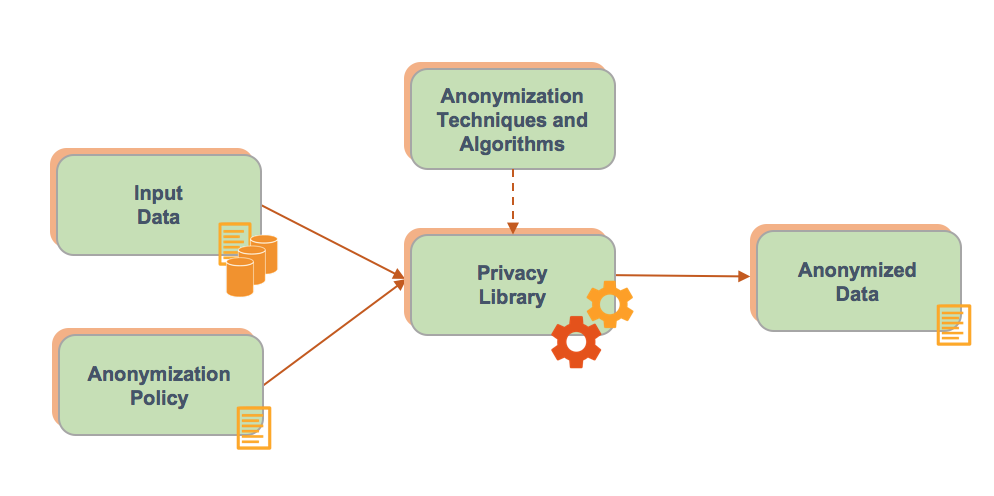 Anonymization
Techniques and
Algorithms
Input
Data
Privacy
Library
Anonymized
Data
Anonymization
Policy